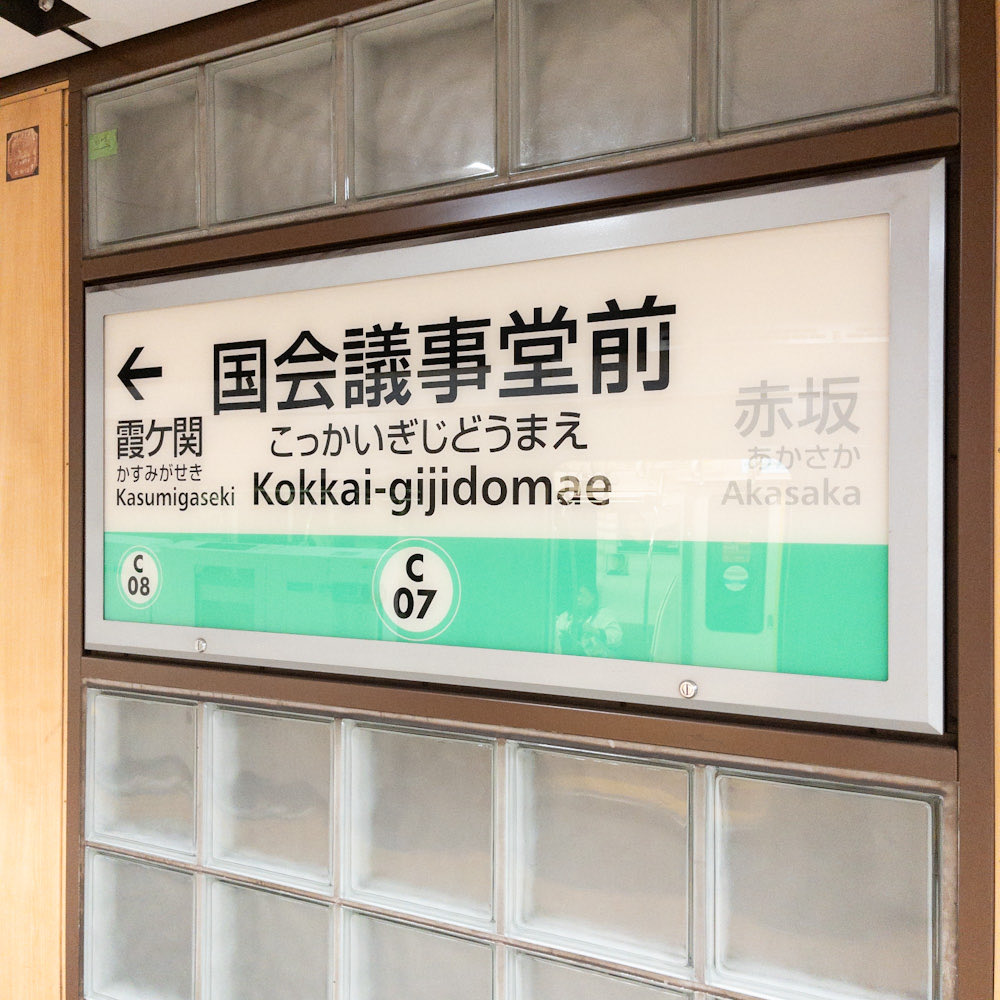 ←
国会議事堂前
こっかいぎじどうまえ
Kokkai-gijidomae
霞ケ関
かすみがせき
Kasumigaseki
赤坂
あかさか
Akasaka
C
08
C
07